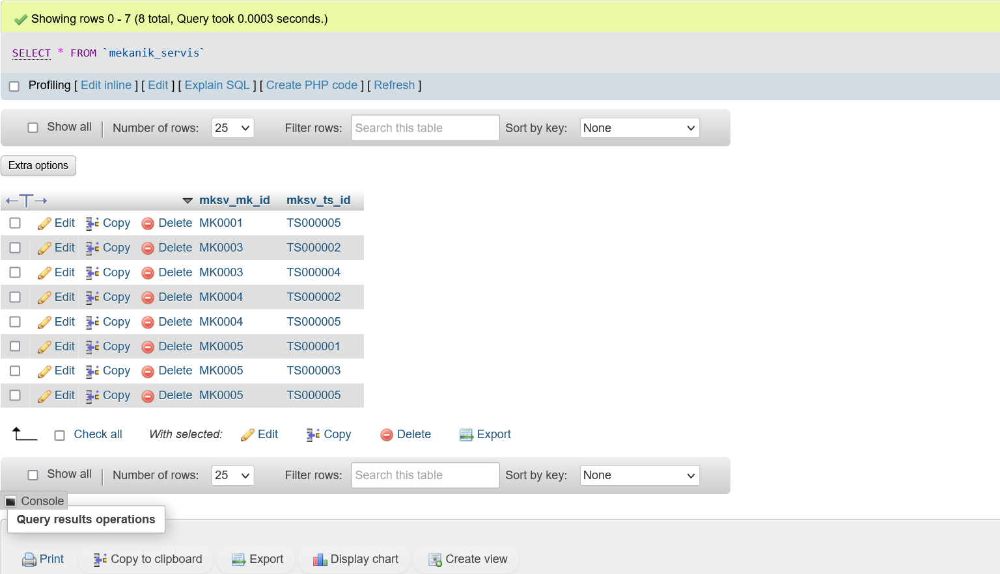 Showing rows 0 - 7 (8 total, Query took 0.0003 seconds.)
SELECT * FROM `mekanik_servis`
Profiling [ Edit inline ] [ Edit ] [ Explain SQL ] [ Create PHP code ] [ Refresh ]
Show all | Number of rows: 25 Filter rows: Search this table Sort by key: None
Extra options
←T→ mksv_mk_id mksv_ts_id
Edit Copy Delete MK0001 TS000005
Edit Copy Delete MK0003 TS000002
Edit Copy Delete MK0003 TS000004
Edit Copy Delete MK0004 TS000002
Edit Copy Delete MK0004 TS000005
Edit Copy Delete MK0005 TS000001
Edit Copy Delete MK0005 TS000003
Edit Copy Delete MK0005 TS000005
Check all With selected: Edit Copy Delete Export
Show all | Number of rows: 25 Filter rows: Search this table Sort by key: None
Console
Query results operations
Print Copy to clipboard Export Display chart Create view